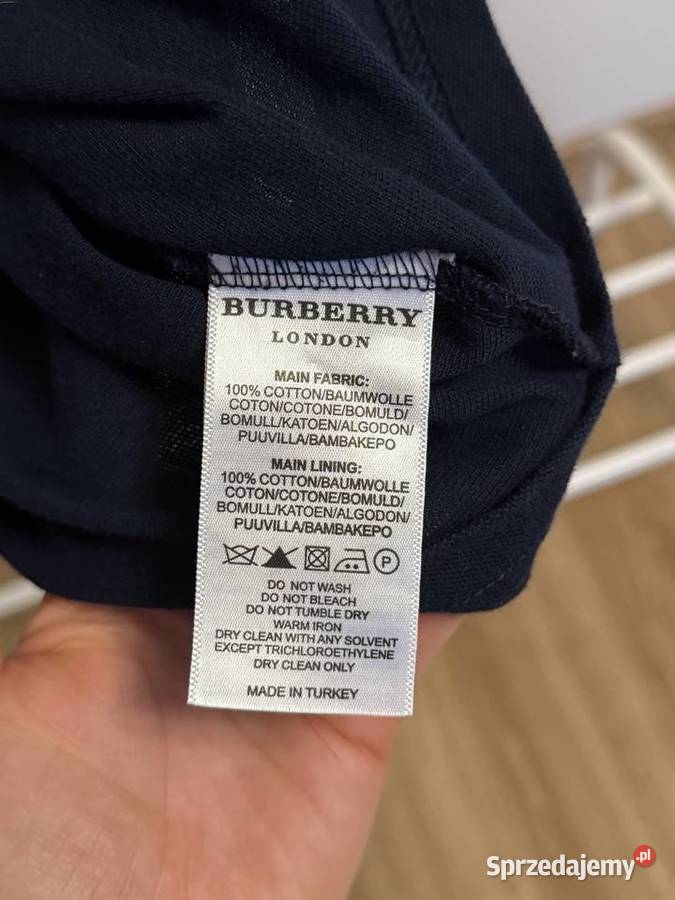 BURBERRY
LONDON
MAIN FABRIC:
100% COTTON/BAUMWOLLE
COTON/COTONE/BOMULD/
BOMULL/KATOEN/ALGODON/
PUUVILLA/BAMBAKEPO
MAIN LINING:
100% COTTON/BAUMWOLLE
COTON/COTONE/BOMULD/
BOMULL/KATOEN/ALGODON/
PUUVILLA/BAMBAKEPO
P
DO NOT WASH
DO NOT BLEACH
DO NOT TUMBLE DRY
WARM IRON
DRY CLEAN WITH ANY SOLVENT
EXCEPT TRICHLOROETHYLENE
DRY CLEAN ONLY
MADE IN TURKEY
Sprzedajemy.pl